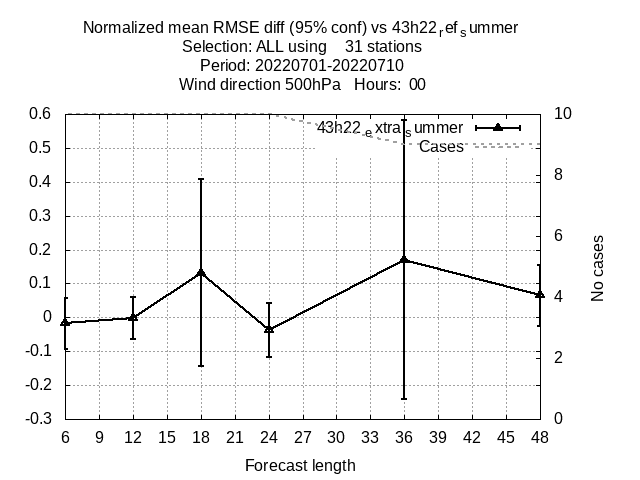 Normalized mean RMSE diff (95% conf) vs 43h22ref summer
Selection: ALL using 31 stations
Period: 20220701-20220710
Wind direction 500hPa Hours: 00
43h22extrasummer
Cases
0.6
0.5
0.4
0.3
0.2
0.1
0
-0.1
-0.2
-0.3
10
8
6
4
2
0
No cases
6 9 12 15 18 21 24 27 30 33 36 39 42 45 48
Forecast length